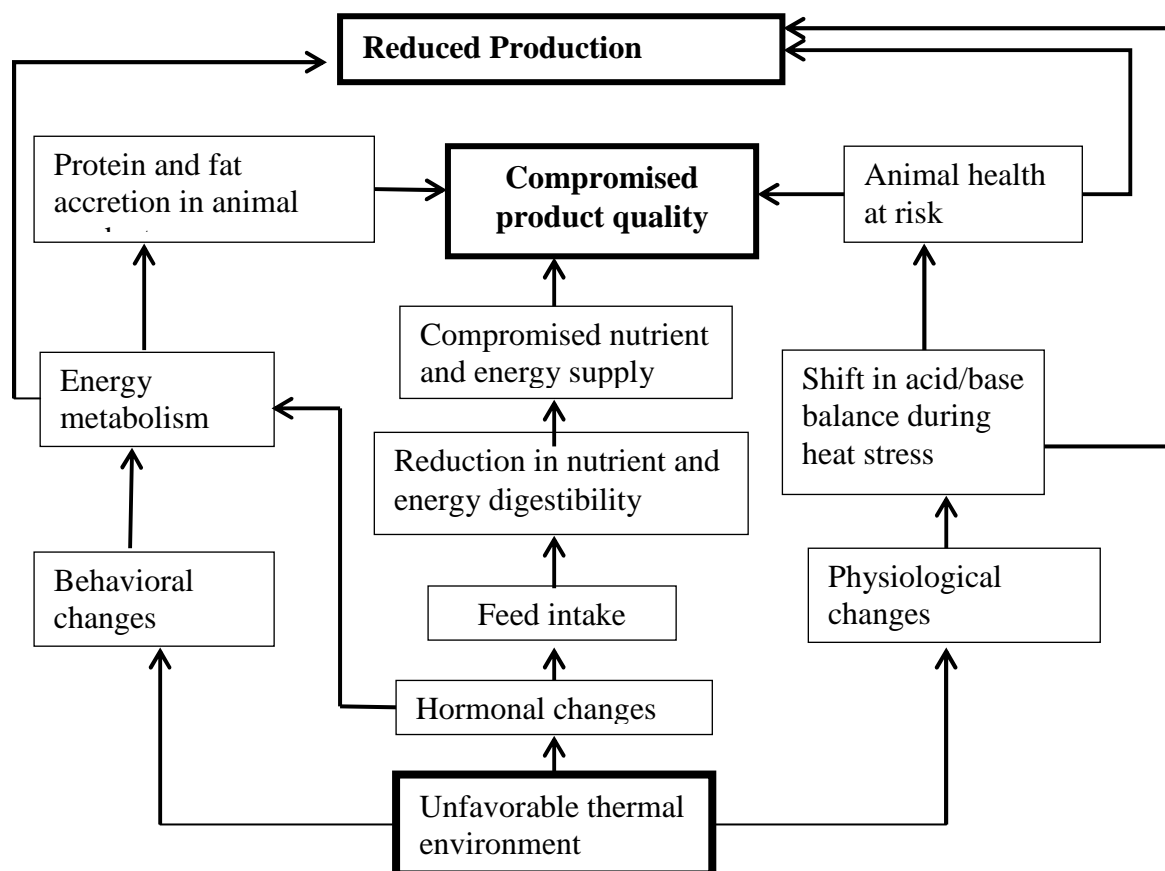 Reduced Production
Protein and fat
accretion in animal
Compromised
product quality
Animal health
at risk
Compromised nutrient
and energy supply
Energy
metabolism
Shift in acid/base
balance during
heat stress
Reduction in nutrient and
energy digestibility
Behavioral
changes
Feed intake
Physiological
changes
Hormonal changes
Unfavorable thermal
environment